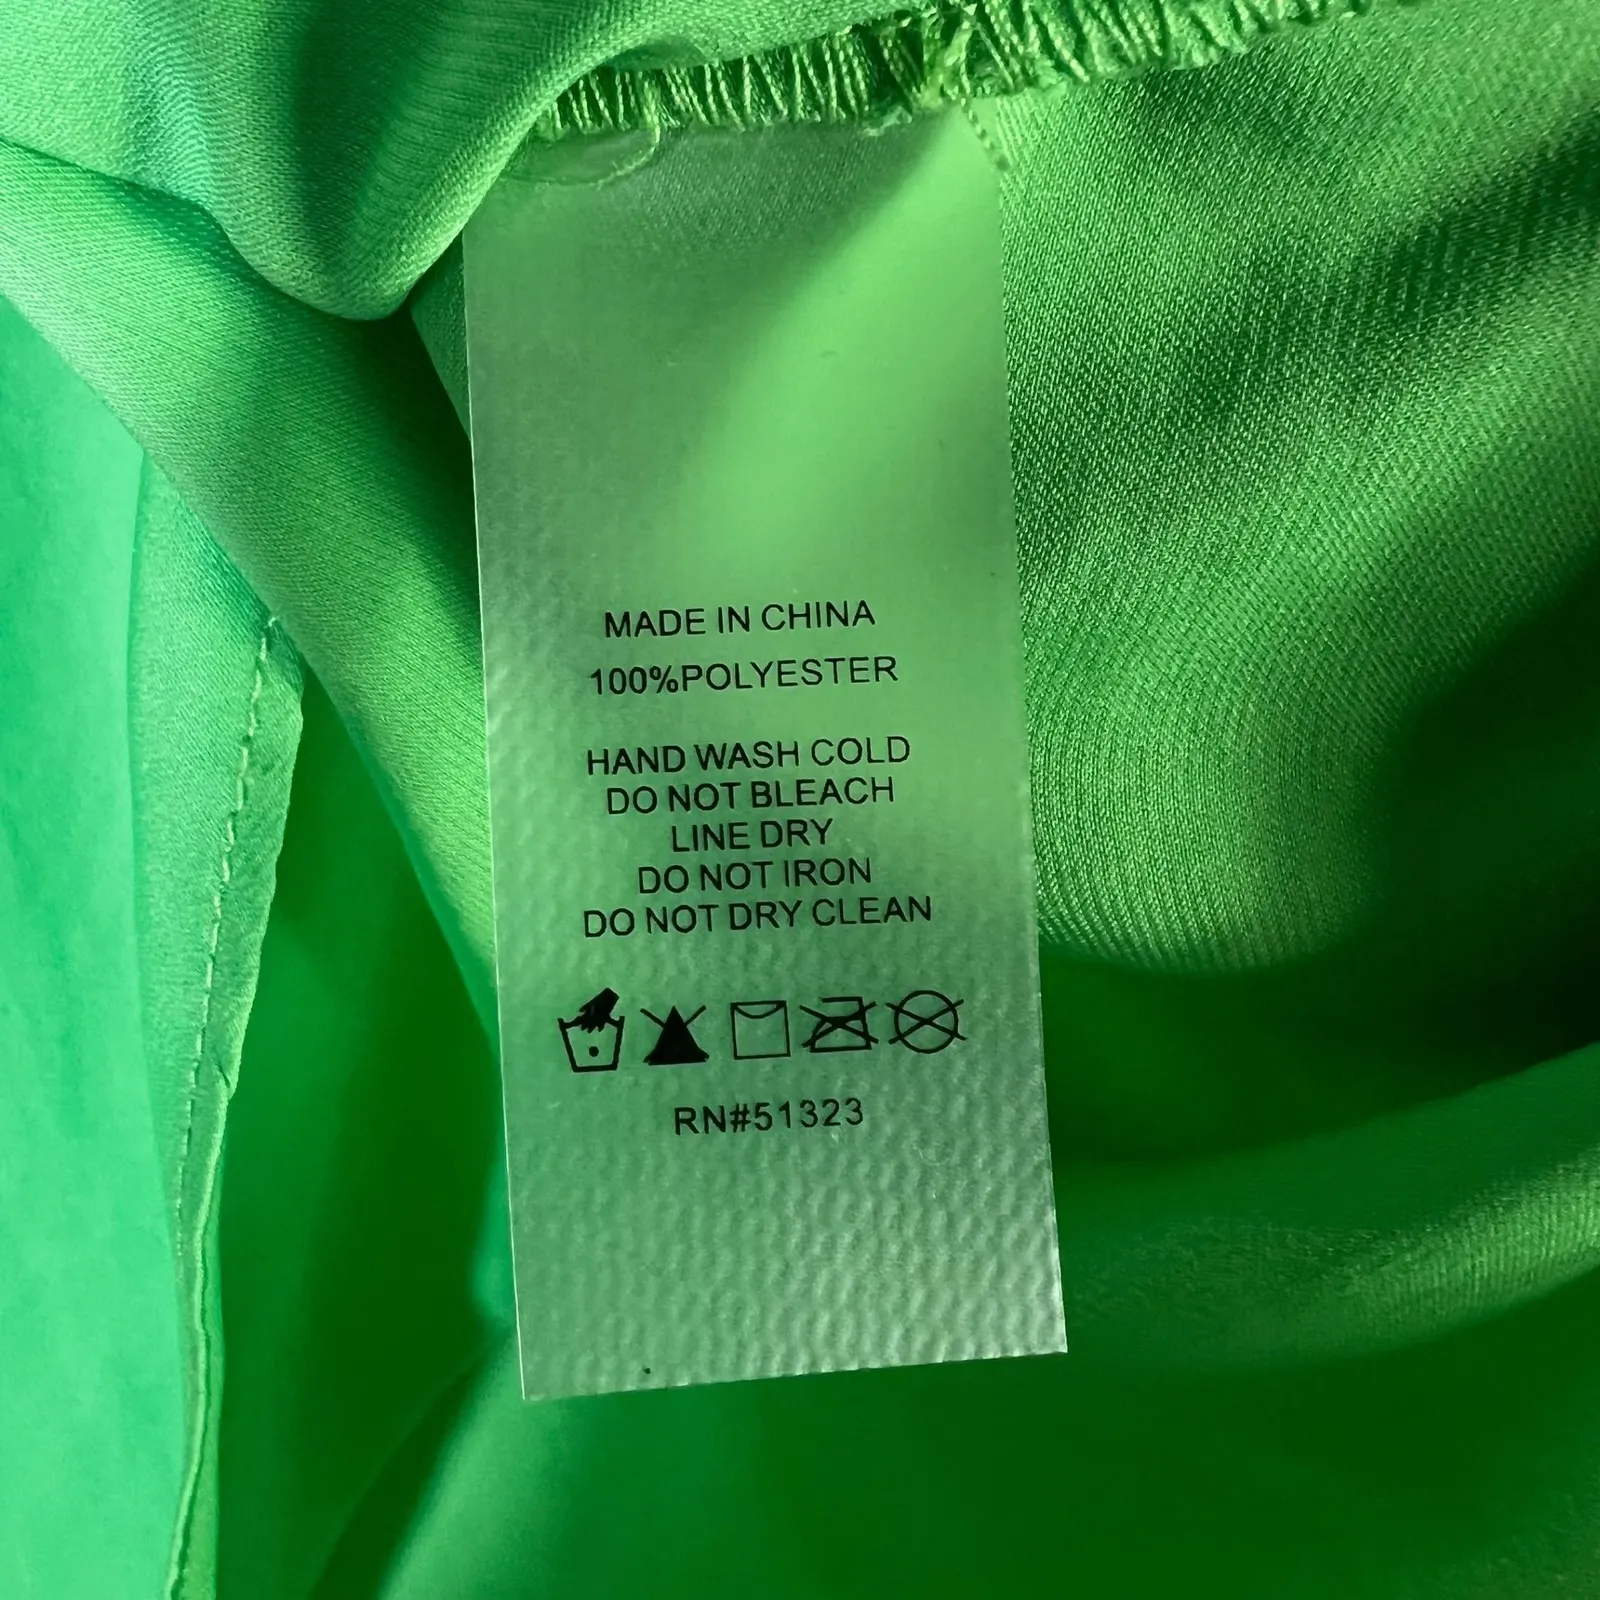 MADE IN CHINA
100%POLYESTER
HAND WASH COLD
DO NOT BLEACH
LINE DRY
DO NOT IRON
DO NOT DRY CLEAN
RN#51323